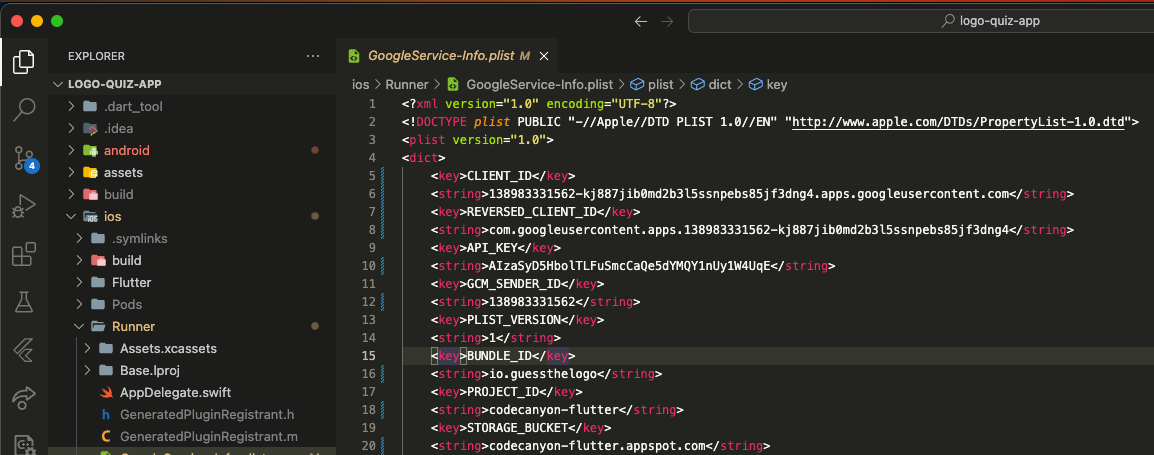 logo-quiz-app
EXPLORER
GoogleService-Info.plist M
LOGO-QUIZ-APP
ios > Runner > GoogleService-Info.plist > plist > dict > key
.dart_tool
.idea
android
assets
4
build
ios
.symlinks
build
Flutter
Pods
Runner
Assets.xcassets
Base.lproj
AppDelegate.swift
h GeneratedPluginRegistrant.h
C GeneratedPluginRegistrant.m
1 <?xml version="1.0" encoding="UTF-8"?>
2 <!DOCTYPE plist PUBLIC "-//Apple//DTD PLIST 1.0//EN" "http://www.apple.com/DTDs/PropertyList-1.0.dtd">
3 <plist version="1.0">
4 <dict>
5 <key>CLIENT_ID</key>
6 <string>138983331562-kj887jib0md2b3l5ssnpebs85jf3dng4.apps.googleusercontent.com</string>
7 <key>REVERSED_CLIENT_ID</key>
8 <string>com.googleusercontent.apps.138983331562-kj887jib0md2b3l5ssnpebs85jf3dng4</string>
9 <key>API_KEY</key>
10 <string>AIzaSyD5HbolTLFuSmcCaQe5dYMQY1nUy1W4UqE</string>
11 <key>GCM_SENDER_ID</key>
12 <string>138983331562</string>
13 <key>PLIST_VERSION</key>
14 <string>1</string>
15 <key>BUNDLE_ID</key>
16 <string>io.guessthelogo</string>
17 <key>PROJECT_ID</key>
18 <string>codecanyon-flutter</string>
19 <key>STORAGE_BUCKET</key>
20 <string>codecanyon-flutter.appspot.com</string>